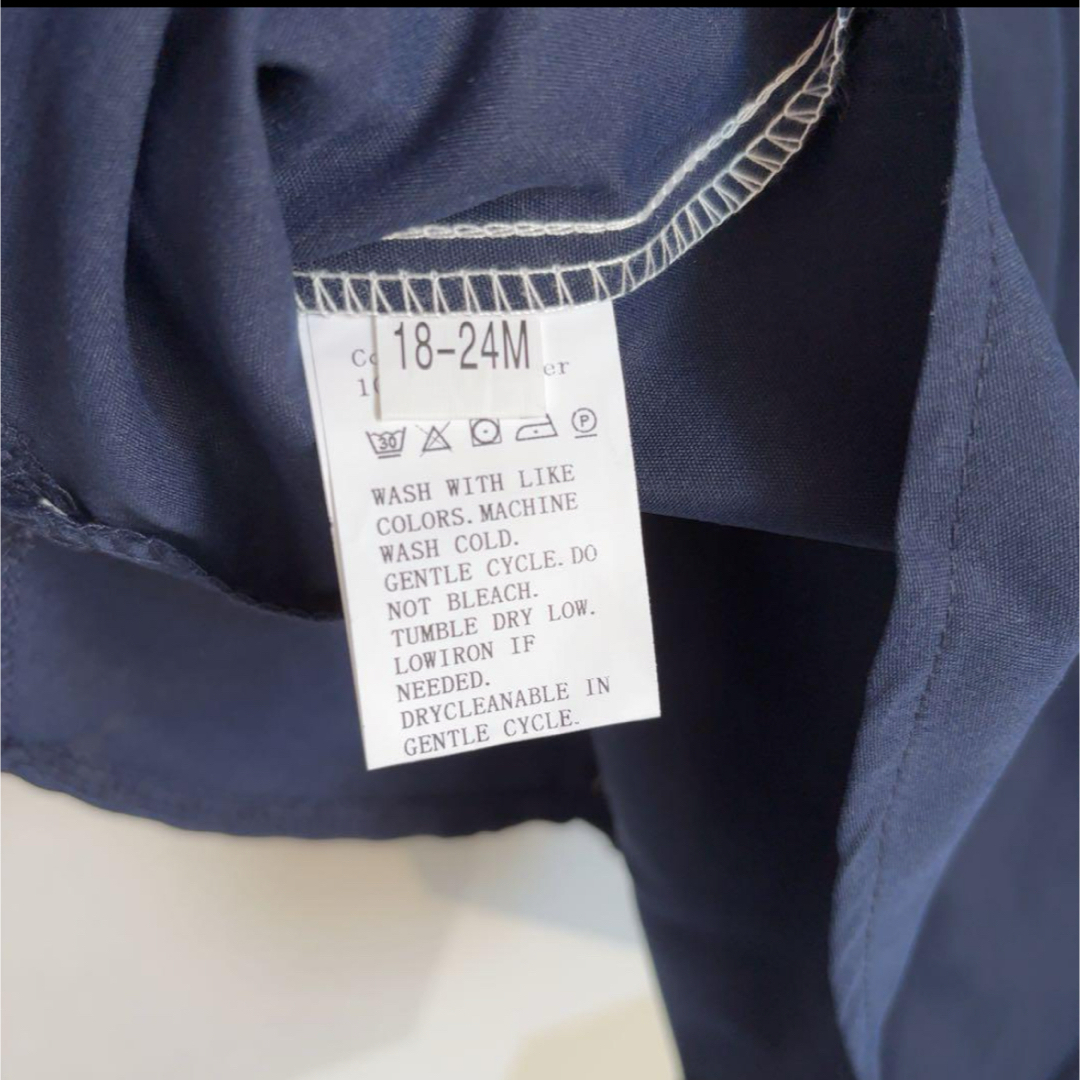 18-24M
30
P
WASH WITH LIKE
COLORS. MACHINE
WASH COLD.
GENTLE CYCLE. DO
NOT BLEACH.
TUMBLE DRY LOW.
LOWIRON IF
NEEDED.
DRYCLEANABLE IN
GENTLE CYCLE.